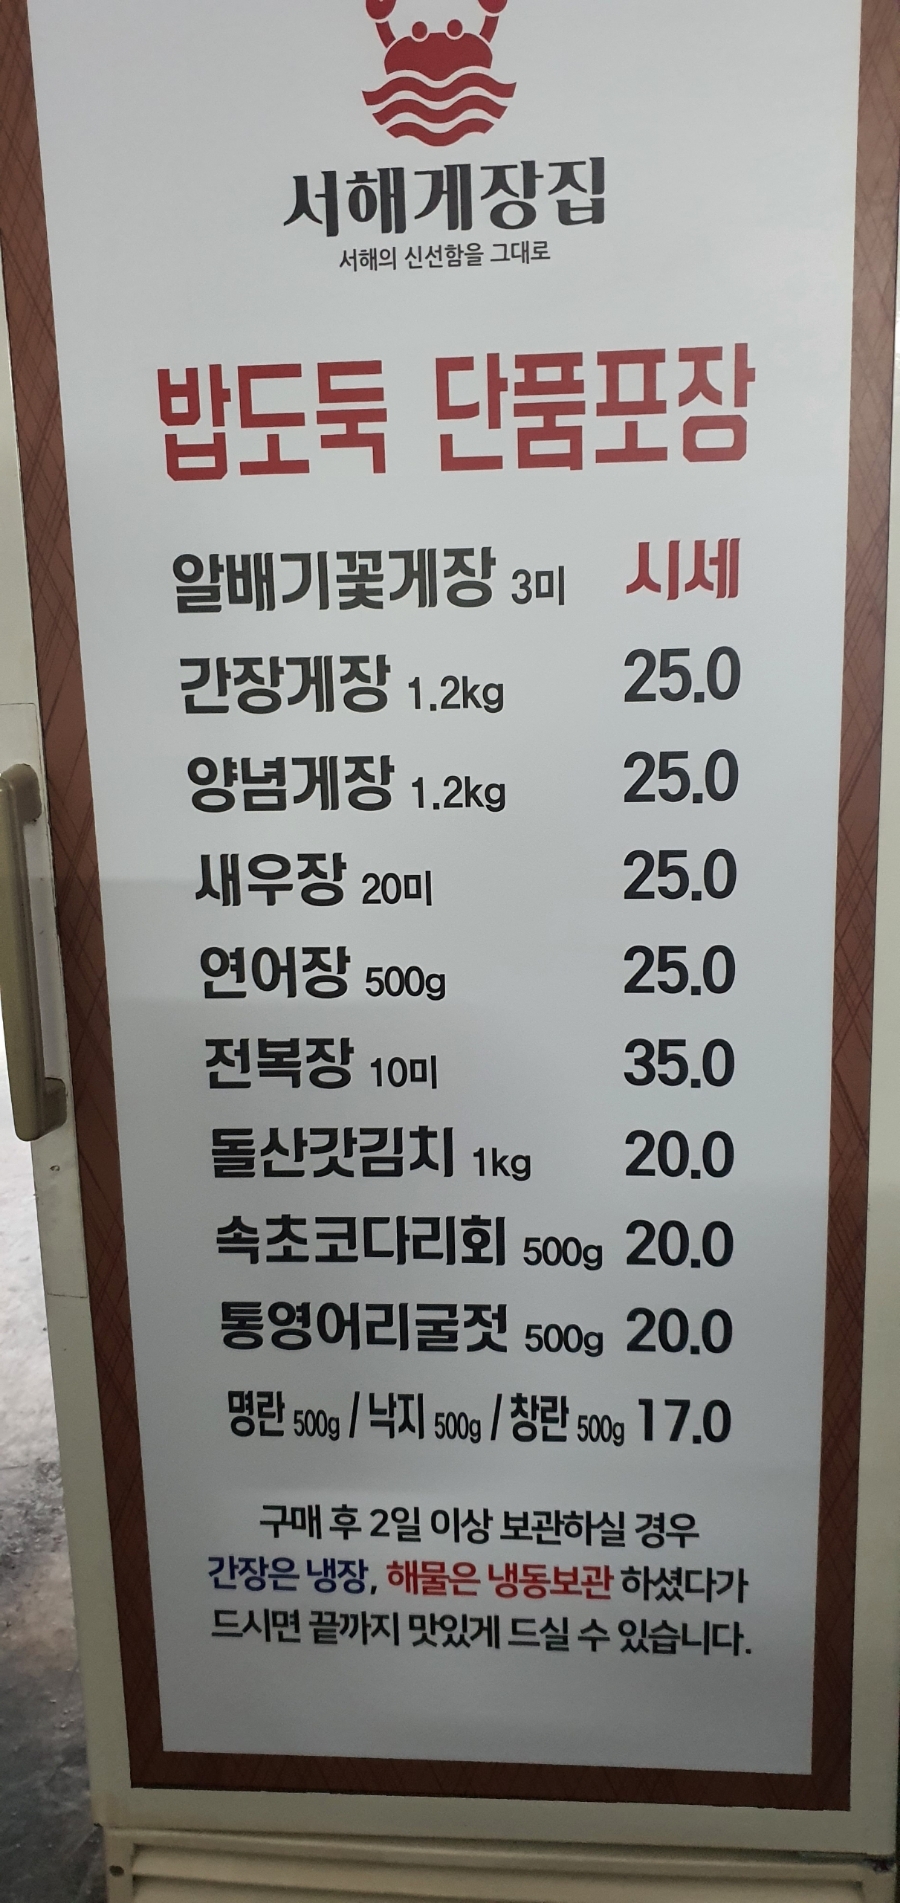 서해게장집
서해의 신선함을 그대로
밥도둑 단품포장
알배기꽃게장 3미 시세
간장게장 1.2kg 25.0
양념게장 1.2kg 25.0
새우장 20미 25.0
연어장 500g 25.0
전복장 10미 35.0
돌산갓김치 1kg 20.0
속초코다리회 500g 20.0
통영어리굴젓 500g 20.0
명란 500g / 낙지 500g / 창란 500g 17.0
구매 후 2일 이상 보관하실 경우
간장은 냉장, 해물은 냉동보관 하셨다가
드시면 끝까지 맛있게 드실 수 있습니다.